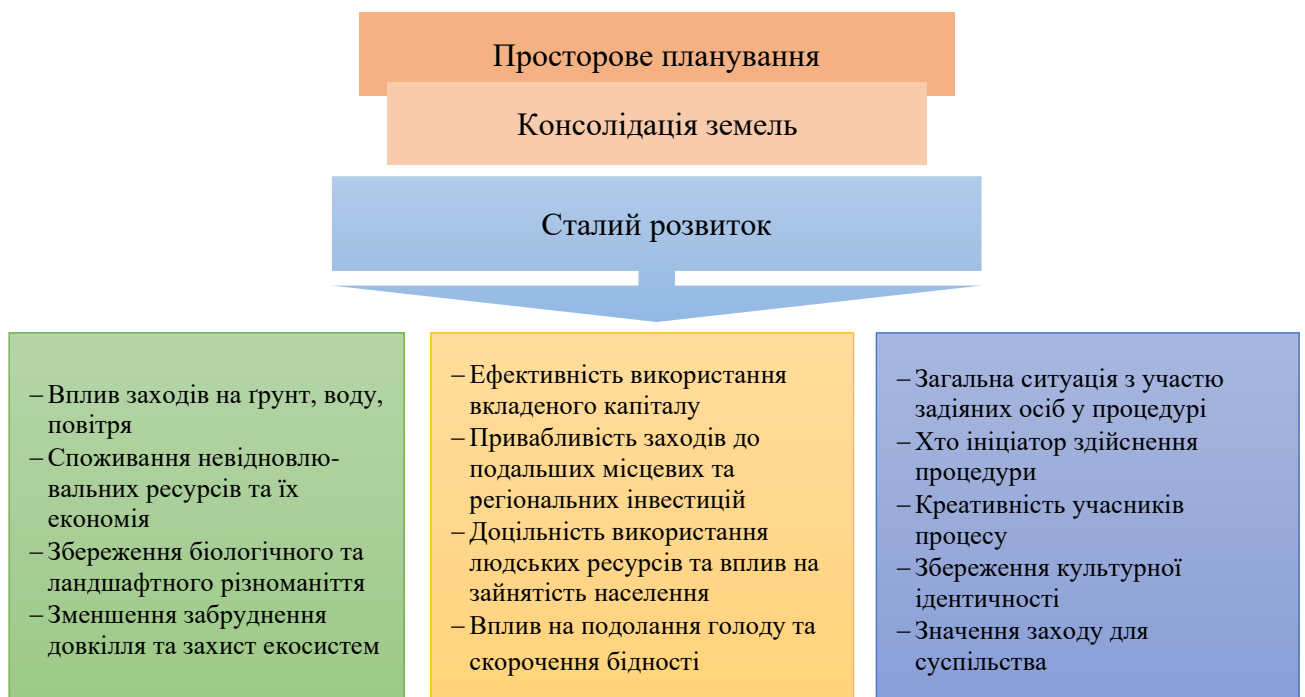 Просторове планування
Консолідація земель
Сталий розвиток
– Вплив заходів на ґрунт, воду,
повітря
– Споживання невідновлю-
вальних ресурсів та їх
економія
– Збереження біологічного та
ландшафтного різноманіття
– Зменшення забруднення
довкілля та захист екосистем
– Ефективність використання
вкладеного капіталу
– Привабливість заходів до
подальших місцевих та
регіональних інвестицій
– Доцільність використання
людських ресурсів та вплив на
зайнятість населення
– Вплив на подолання голоду та
скорочення бідності
– Загальна ситуація з участю
задіяних осіб у процедурі
– Хто ініціатор здійснення
процедури
– Креативність учасників
процесу
– Збереження культурної
ідентичності
– Значення заходу для
суспільства